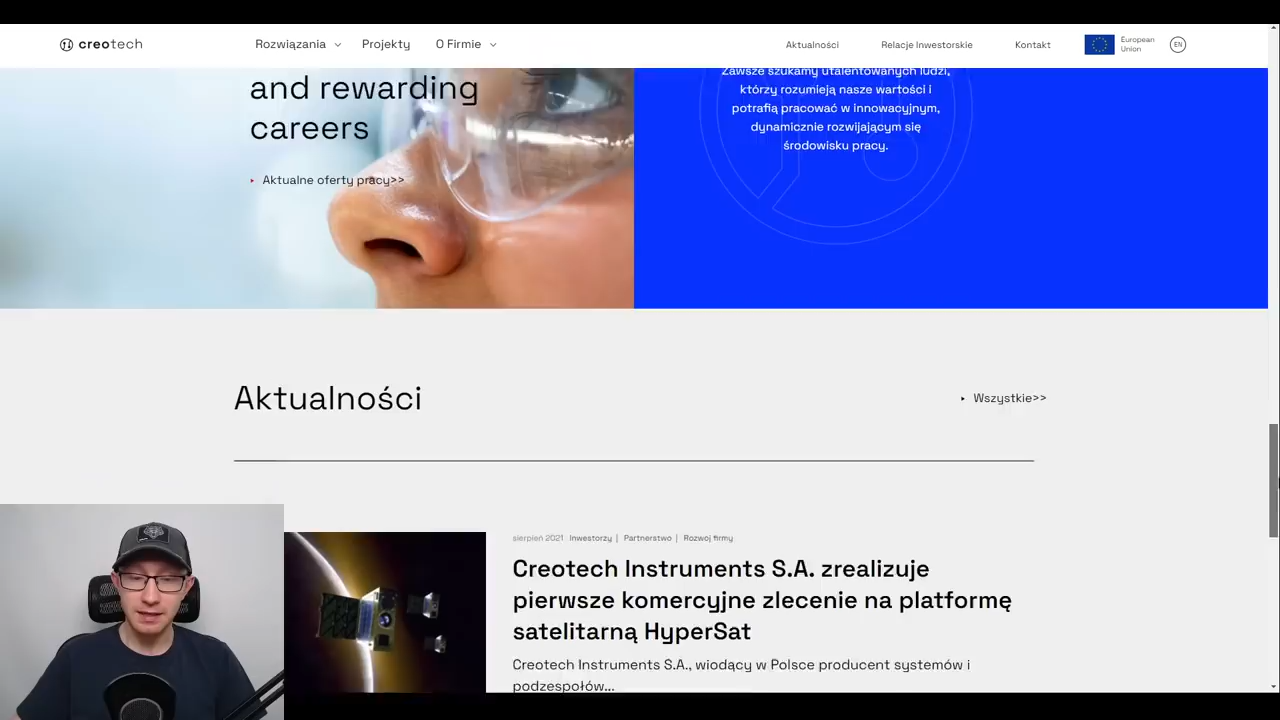 creotech
Rozwiązania
Projekty
O Firmie
Aktualności
Relacje Inwestorskie
Kontakt
European
Union
EN
and rewarding
careers
Aktualne oferty pracy>>
Zawsze szukamy utalentowanych ludzi,
którzy rozumieją nasze wartości i
potrafią pracować w innowacyjnym,
dynamicznie rozwijającym się
środowisku pracy.
Aktualności
Wszystkie>>
sierpień 2021 Inwestorzy | Partnerstwo | Rozwoj firmy
Creotech Instruments S.A. zrealizuje
pierwsze komercyjne zlecenie na platformę
satelitarną HyperSat
Creotech Instruments S.A., wiodący w Polsce producent systemów i
podzespołów...